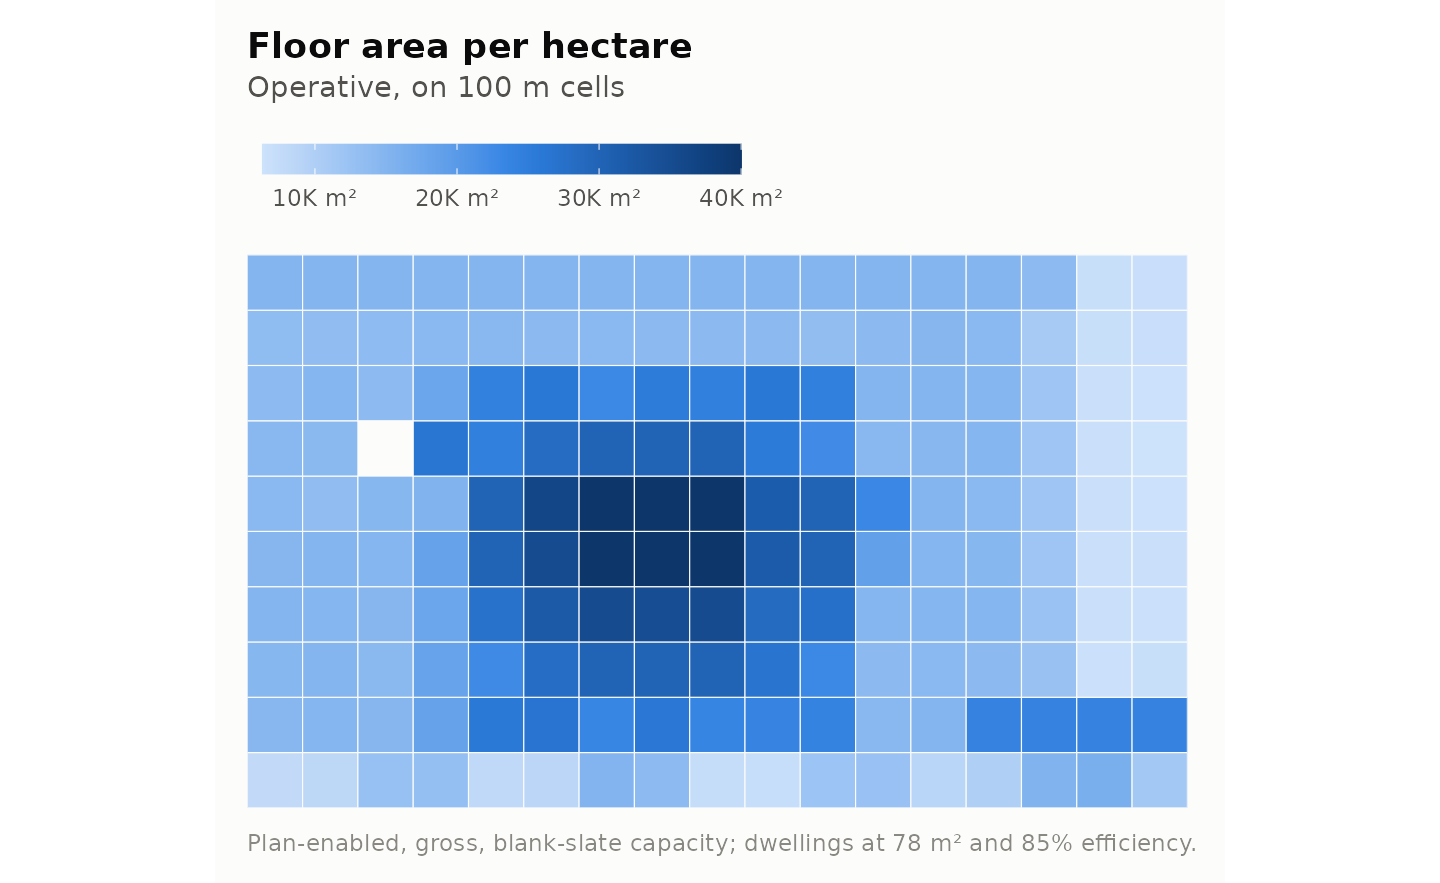 Floor area per hectare
Operative, on 100 m cells
10K m² 20K m² 30K m² 40K m²
Plan-enabled, gross, blank-slate capacity; dwellings at 78 m² and 85% efficiency.